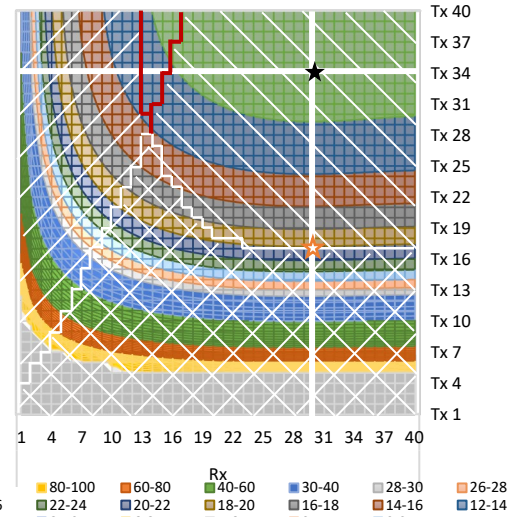 Tx 40
Tx 37
Tx 34
Tx 31
Tx 28
Tx 25
Tx 22
Tx 19
Tx 16
Tx 13
Tx 10
Tx 7
Tx 4
Tx 1
1 4 7 10 13 16 19 22 25 28 31 34 37 40
Rx
80-100 60-80 40-60 30-40 28-30 26-28
22-24 20-22 18-20 16-18 14-16 12-14